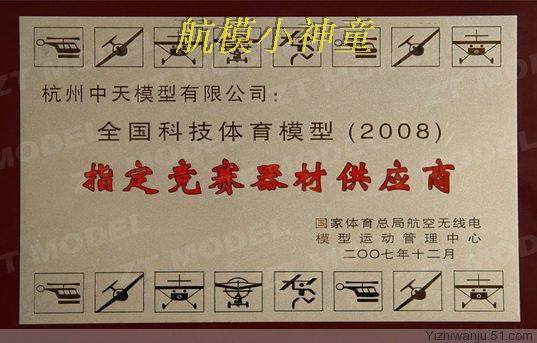 航模小神童
杭州中天模型有限公司:
全国科技体育模型(2008)
指定竞赛器材供应商
国家体育总局航空无线电
模型运动管理中心
二〇〇七年十二月
ZT MODEL
Yizhiwanju.51.com